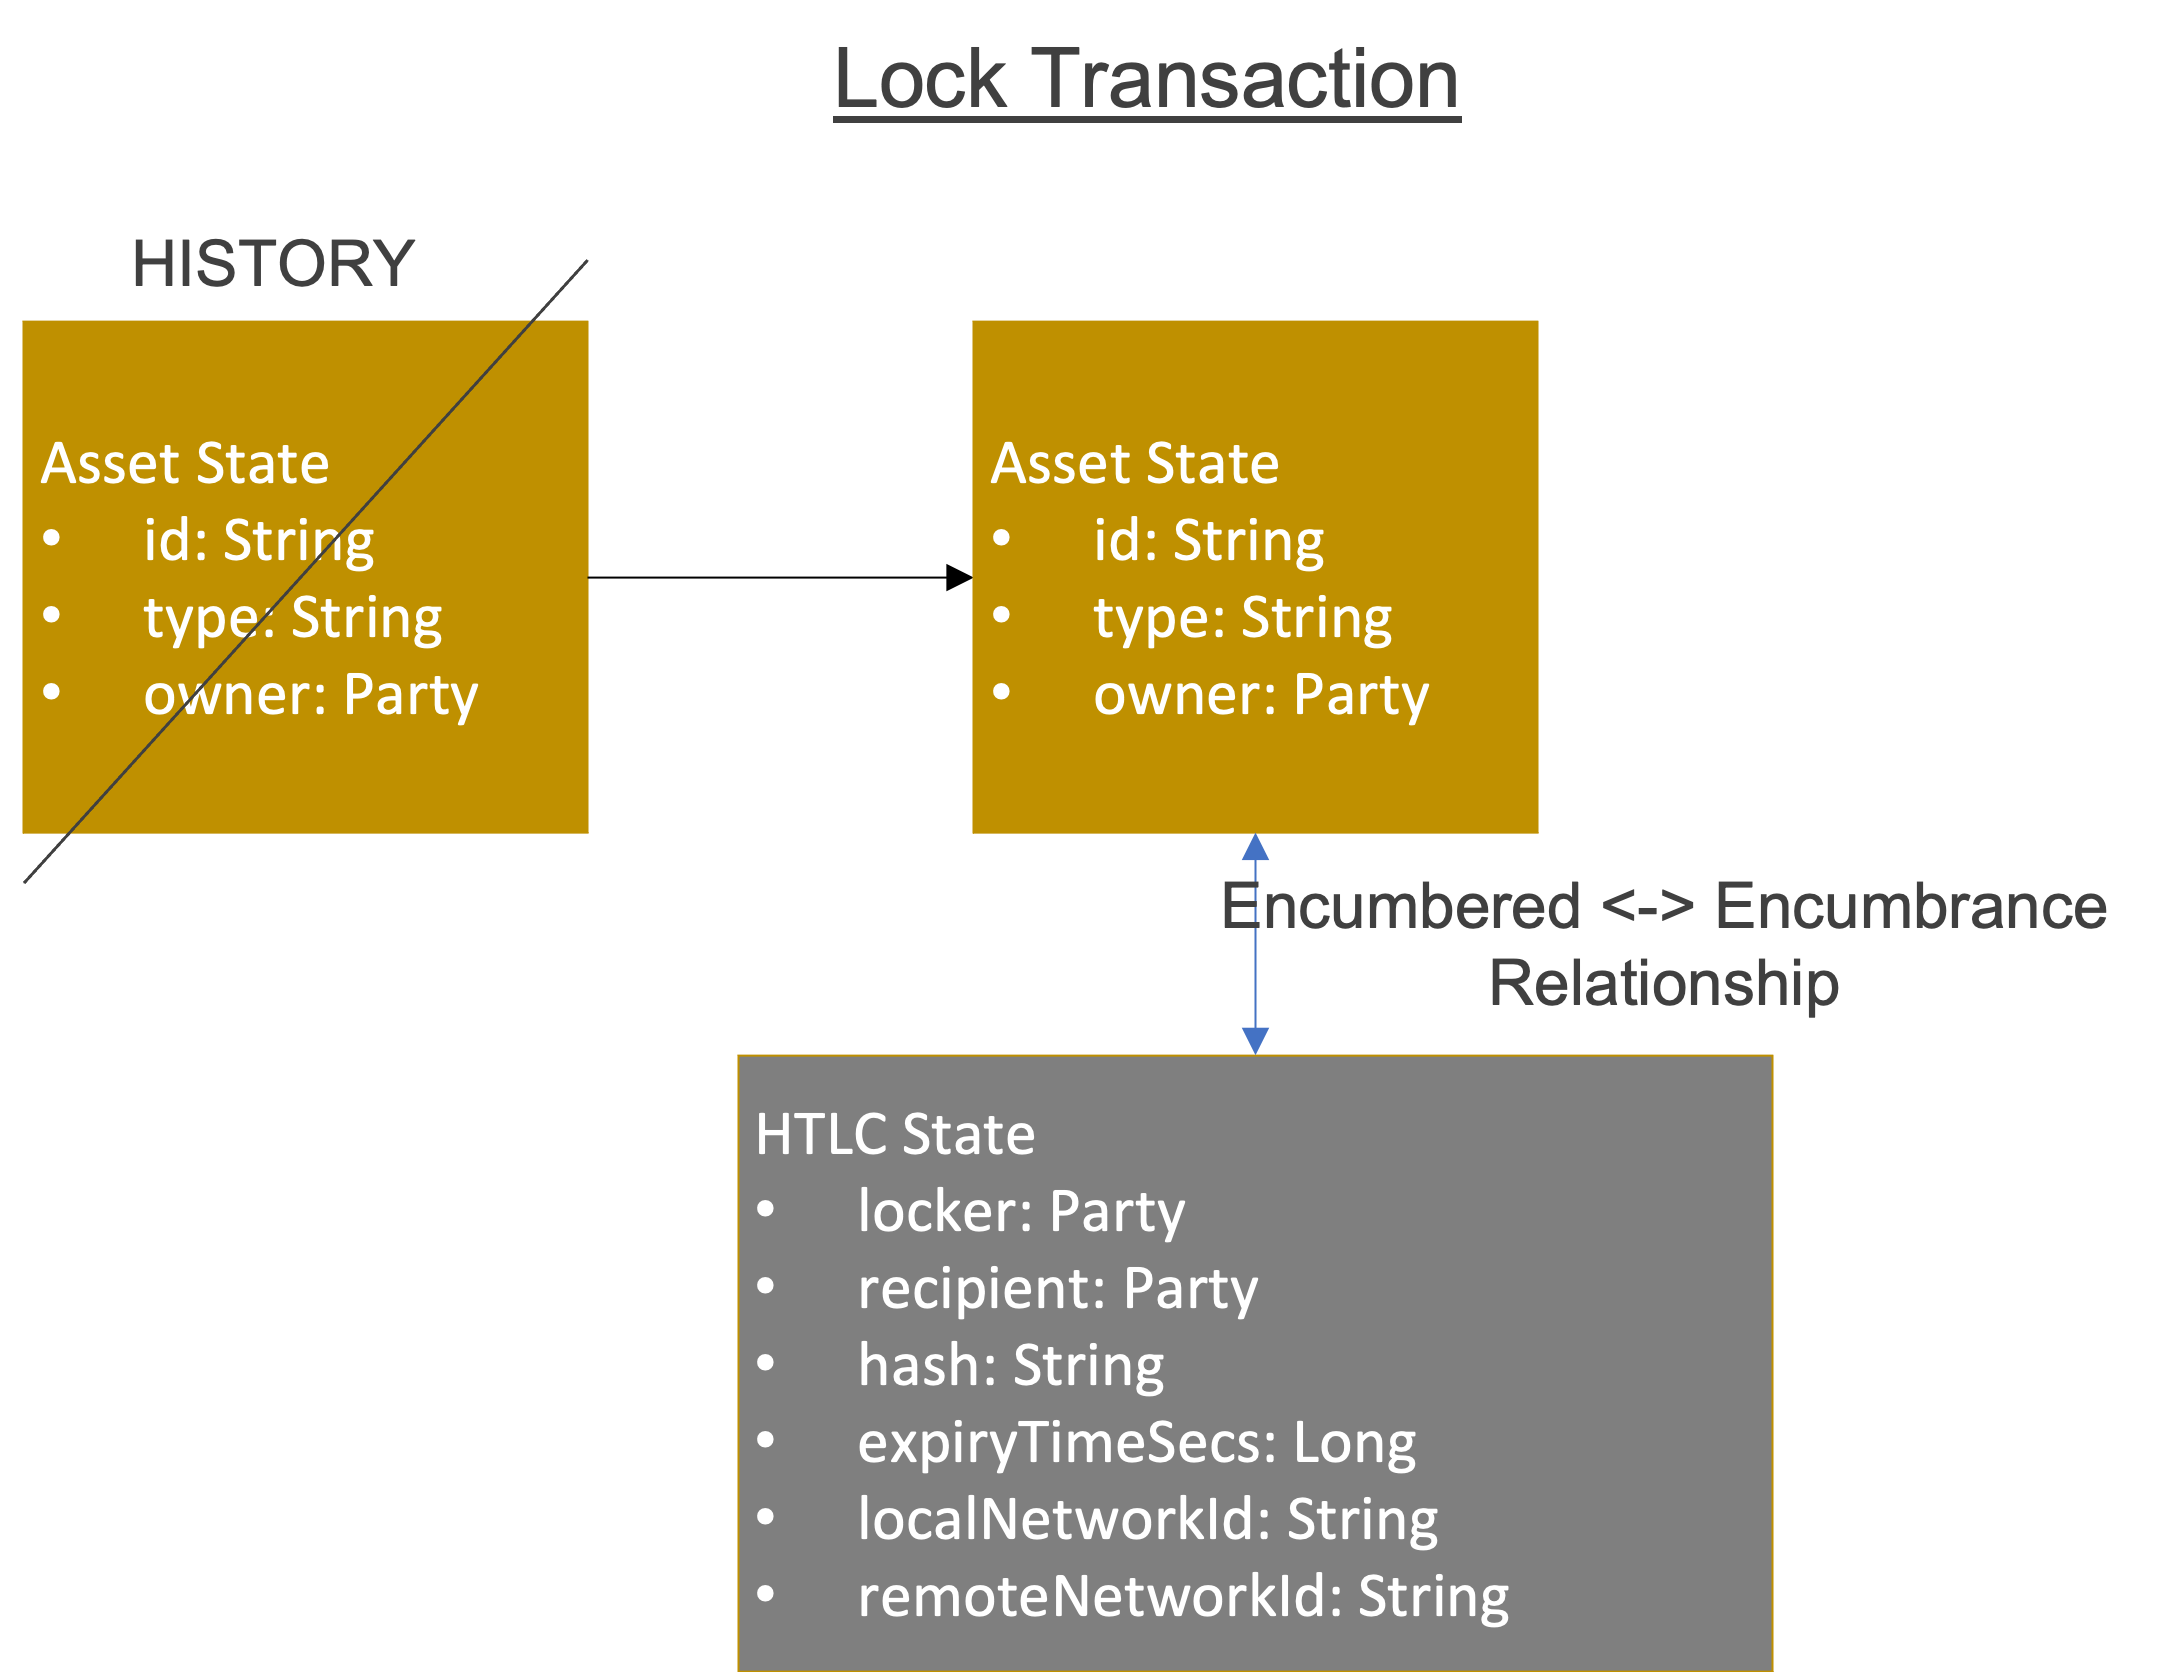 Lock Transaction
HISTORY
Asset State
• id: String
• type: String
• owner: Party
Asset State
• id: String
• type: String
• owner: Party
Encumbered <-> Encumbrance
Relationship
HTLC State
• locker: Party
• recipient: Party
• hash: String
• expiryTimeSecs: Long
• localNetworkId: String
• remoteNetworkId: String